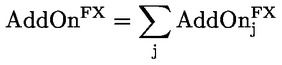 AddOn^FX = ∑_j AddOn_j^FX